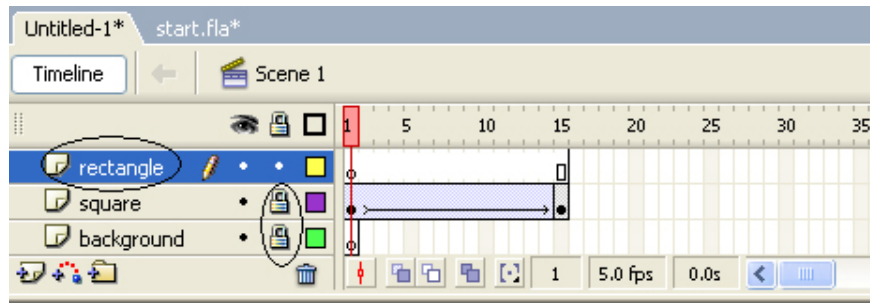 Untitled-1* start.fla*
Timeline Scene 1
1 5 10 15 20 25 30 35
rectangle
square
background
1 5.0 fps 0.0s